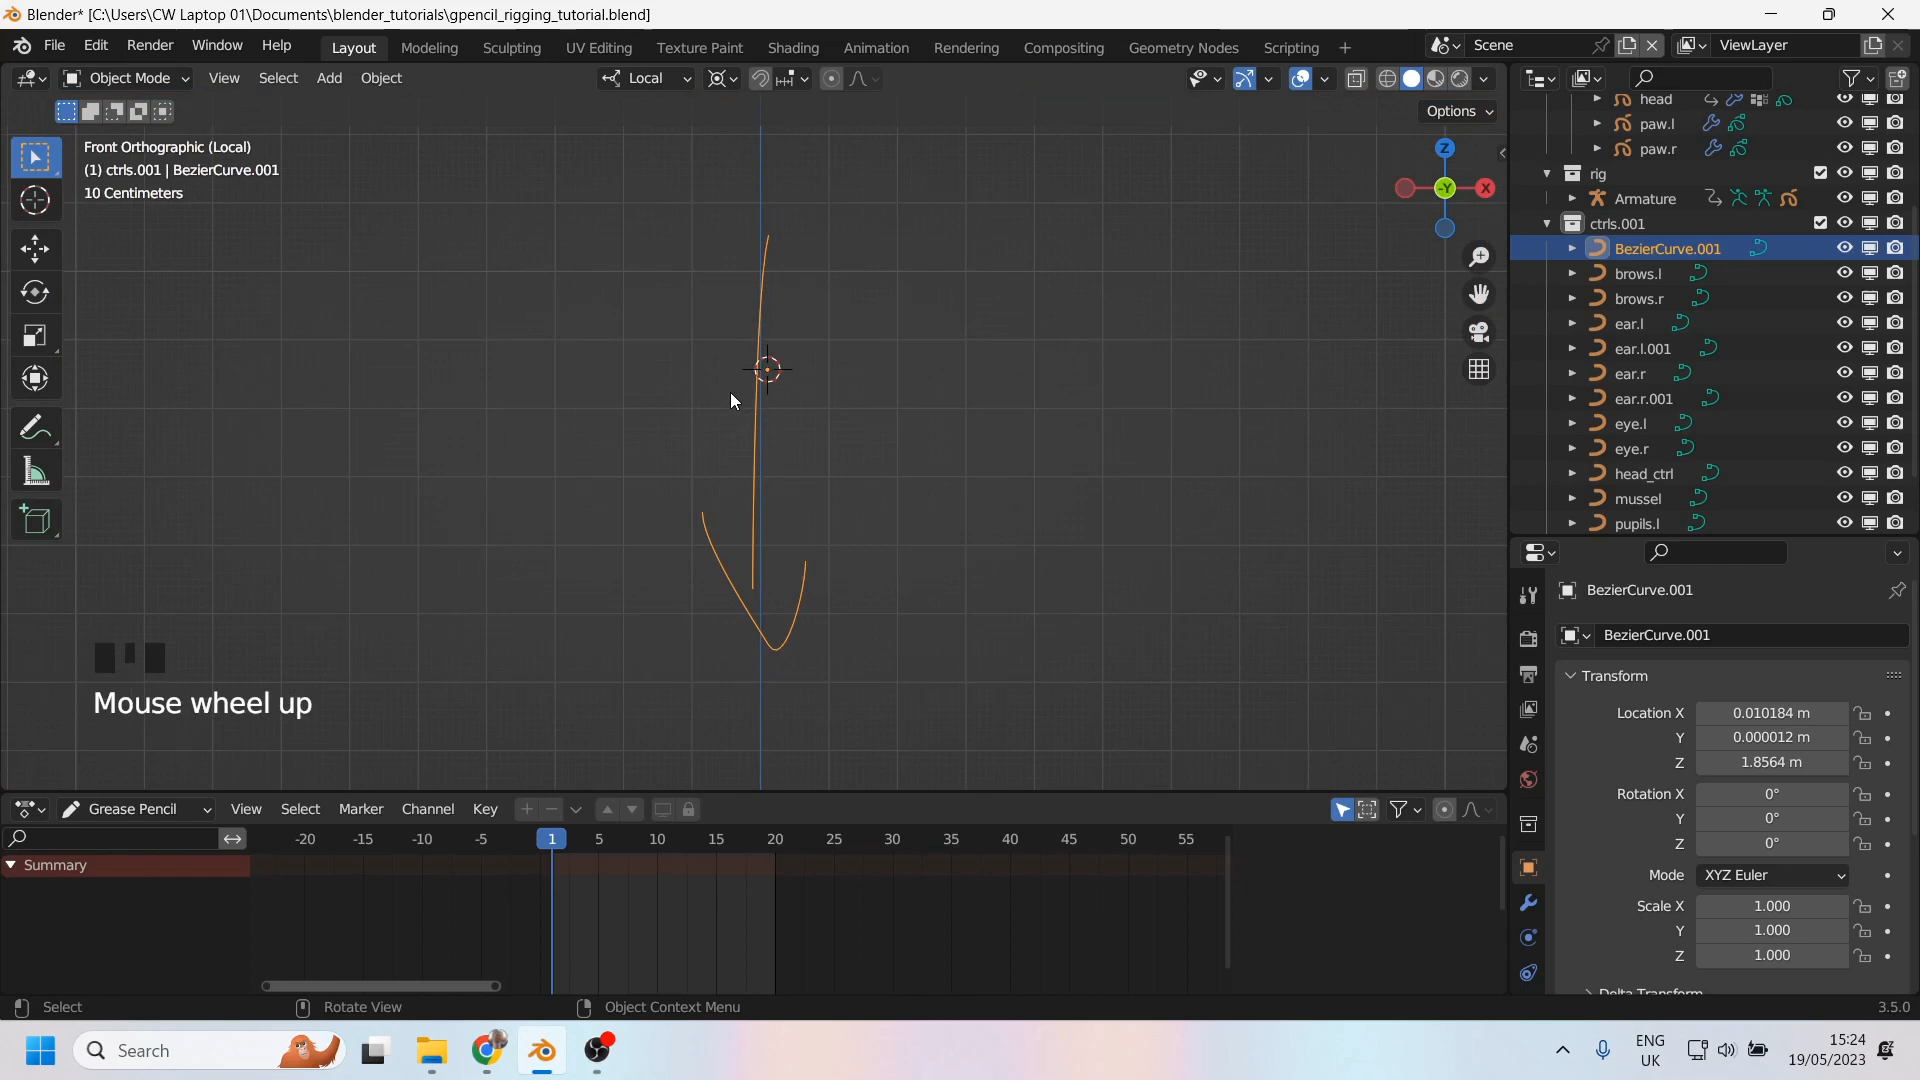 Blender* [C:\Users\CW Laptop 01\Documents\blender_tutorials\gpencil_rigging_tutorial.blend]
File Edit Render Window Help Layout Modeling Sculpting UV Editing Texture Paint Shading Animation Rendering Compositing Geometry Nodes Scripting + Scene ViewLayer
Object Mode View Select Add Object Local
Options
Front Orthographic (Local)
(1) ctrls.001 | BezierCurve.001
10 Centimeters
Z
-Y
X
Mouse wheel up
head
paw.l
paw.r
rig
Armature
ctrls.001
BezierCurve.001
brows.l
brows.r
ear.l
ear.l.001
ear.r
ear.r.001
eye.l
eye.r
head_ctrl
mussel
pupils.l
BezierCurve.001
BezierCurve.001
Transform
Location X 0.010184 m
Y 0.000012 m
Z 1.8564 m
Rotation X 0°
Y 0°
Z 0°
Mode XYZ Euler
Scale X 1.000
Y 1.000
Z 1.000
Delta Transform
Grease Pencil View Select Marker Channel Key
-20 -15 -10 -5 1 5 10 15 20 25 30 35 40 45 50 55
Summary
Select Rotate View Object Context Menu 3.5.0
Search
ENG
UK
15:24
19/05/2023